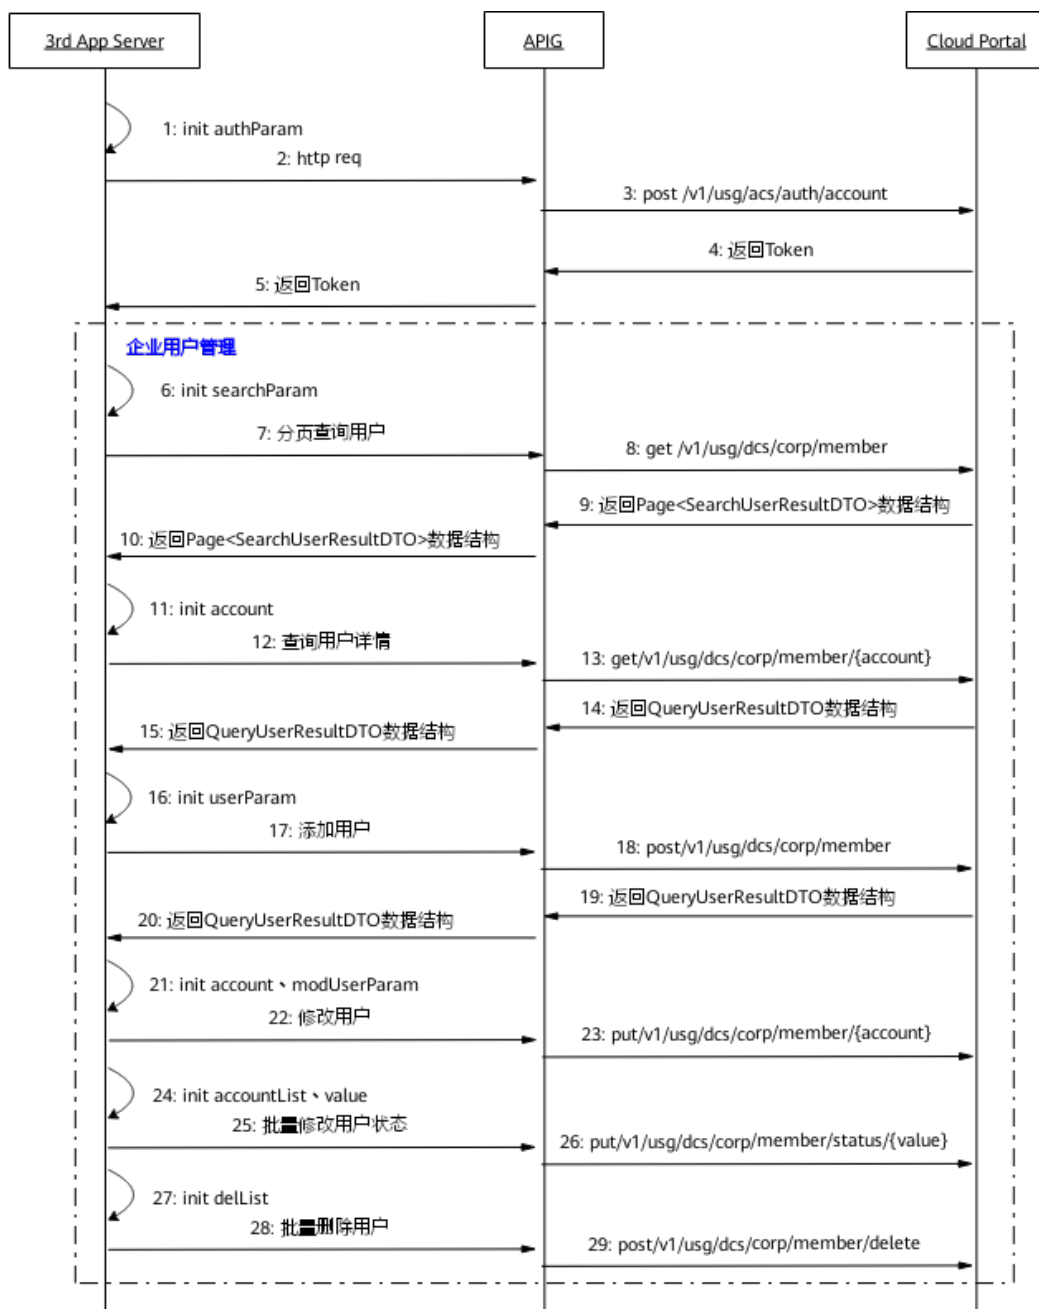 3rd App Server
APIG
Cloud Portal
1: init authParam
2: http req
3: post /v1/usg/acs/auth/account
4: 返回Token
5: 返回Token
企业用户管理
6: init searchParam
7: 分页查询用户
8: get /v1/usg/dcs/corp/member
9: 返回Page<SearchUserResultDTO>数据结构
10: 返回Page<SearchUserResultDTO>数据结构
11: init account
12: 查询用户详情
13: get/v1/usg/dcs/corp/member/{account}
14: 返回QueryUserResultDTO数据结构
15: 返回QueryUserResultDTO数据结构
16: init userParam
17: 添加用户
18: post/v1/usg/dcs/corp/member
19: 返回QueryUserResultDTO数据结构
20: 返回QueryUserResultDTO数据结构
21: init account、modUserParam
22: 修改用户
23: put/v1/usg/dcs/corp/member/{account}
24: init accountList、value
25: 批量修改用户状态
26: put/v1/usg/dcs/corp/member/status/{value}
27: init delList
28: 批量删除用户
29: post/v1/usg/dcs/corp/member/delete